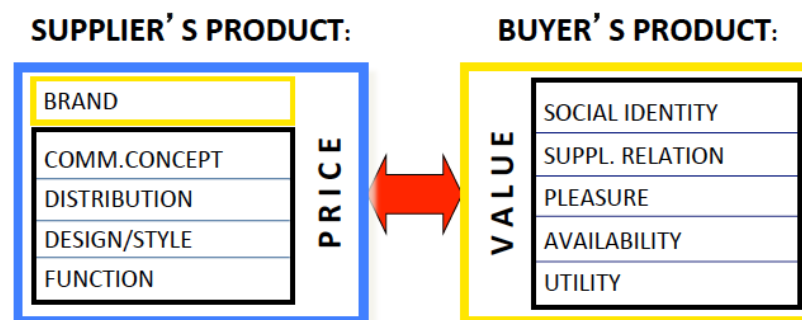 SUPPLIER’ S PRODUCT:
BRAND
COMM.CONCEPT
DISTRIBUTION
DESIGN/STYLE
FUNCTION
PRICE
BUYER’ S PRODUCT:
VALUE
SOCIAL IDENTITY
SUPPL. RELATION
PLEASURE
AVAILABILITY
UTILITY